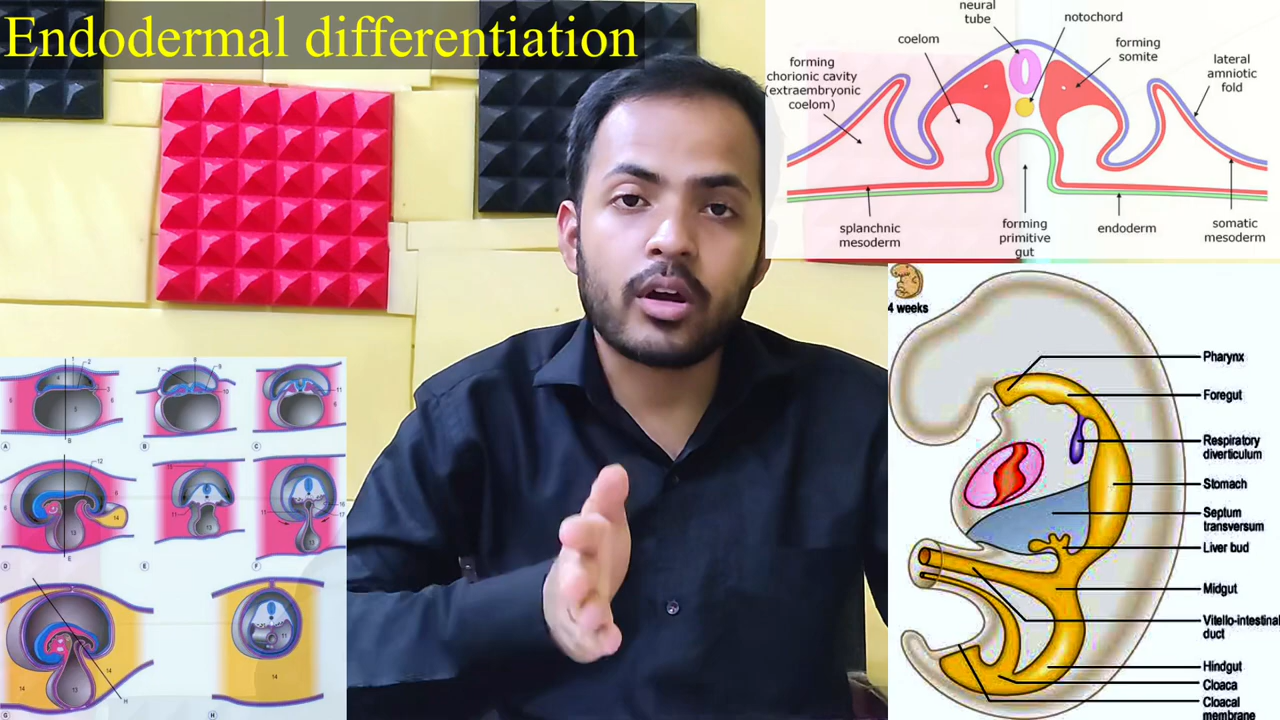 Endodermal differentiation
neural
tube
notochord
coelom
forming
somite
forming
chorionic cavity
(extraembryonic
coelom)
lateral
amniotic
fold
splanchnic
mesoderm
forming
primitive
gut
endoderm
somatic
mesoderm
4 weeks
Pharynx
Foregut
Respiratory
diverticulum
Stomach
Septum
transversum
Liver bud
Midgut
Vitello-intestinal
duct
Hindgut
Cloaca
Cloacal
membrane